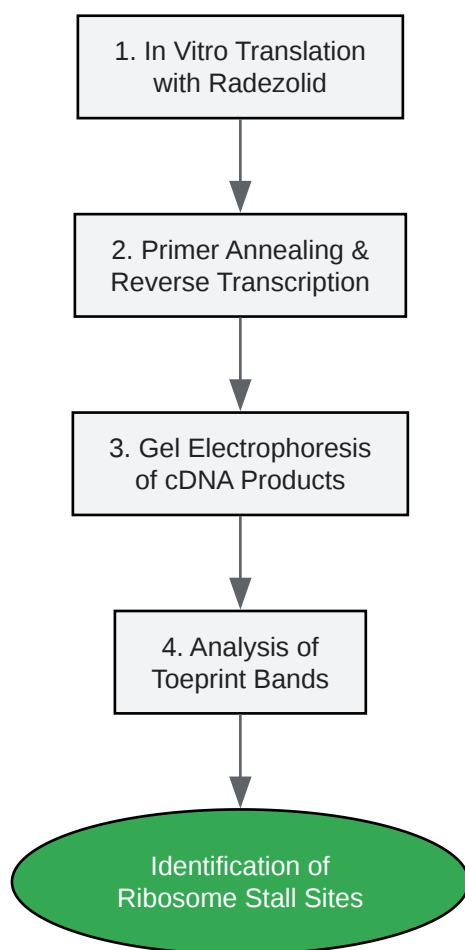 1. In Vitro Translation
with Radezolid
2. Primer Annealing &
Reverse Transcription
3. Gel Electrophoresis
of cDNA Products
4. Analysis of
Toeprint Bands
Identification of
Ribosome Stall Sites